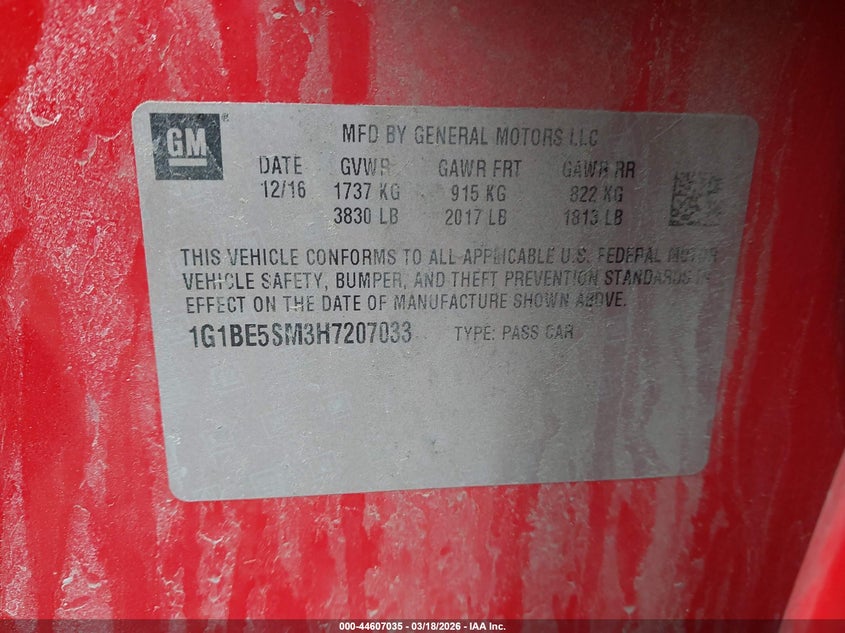 GM
MFD BY GENERAL MOTORS LLC
DATE GVWR GAWR FRT GAWR RR
12/16 1737 KG 915 KG 822 KG
3830 LB 2017 LB 1813 LB
THIS VEHICLE CONFORMS TO ALL APPLICABLE U.S. FEDERAL MOTOR
VEHICLE SAFETY, BUMPER, AND THEFT PREVENTION STANDARDS IN
EFFECT ON THE DATE OF MANUFACTURE SHOWN ABOVE.
1G1BE5SM3H7207033 TYPE: PASS CAR
000-44607035 — 03/18/2026 — IAA Inc.